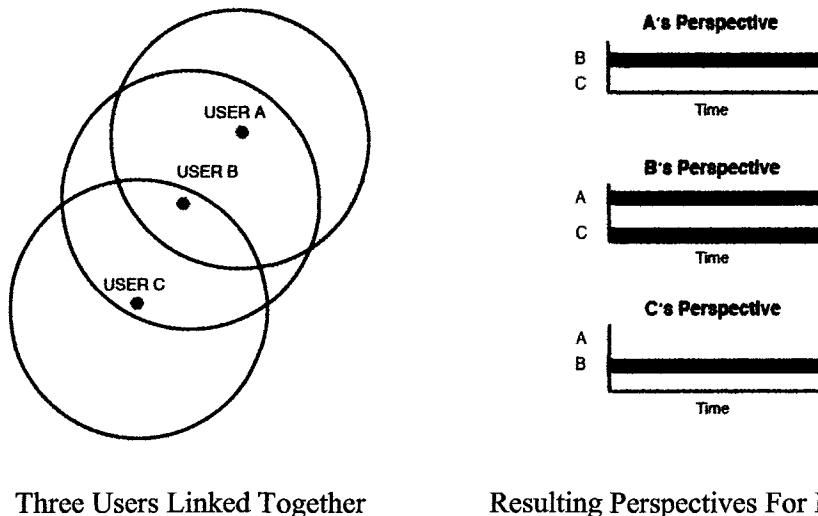 USER A
USER B
USER C
Three Users Linked Together
A's Perspective
B
C
Time
B's Perspective
A
C
Time
C's Perspective
A
B
Time
Resulting Perspectives For